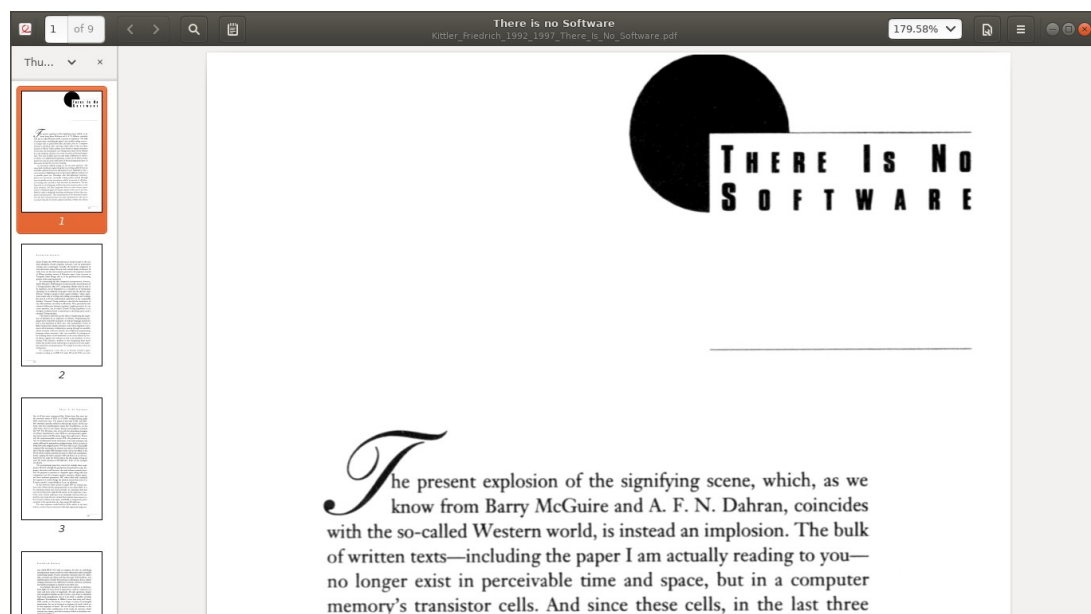 1 of 9
There is no Software
Kittler_Friedrich_1992_1997_There_Is_No_Software.pdf
179.58%
Thu...
1
2
3
THERE IS NO
SOFTWARE
The present explosion of the signifying scene, which, as we
know from Barry McGuire and A. F. N. Dahran, coincides
with the so-called Western world, is instead an implosion. The bulk
of written texts—including the paper I am actually reading to you—
no longer exist in perceivable time and space, but in a computer
memory's transistor cells. And since these cells, in the last three